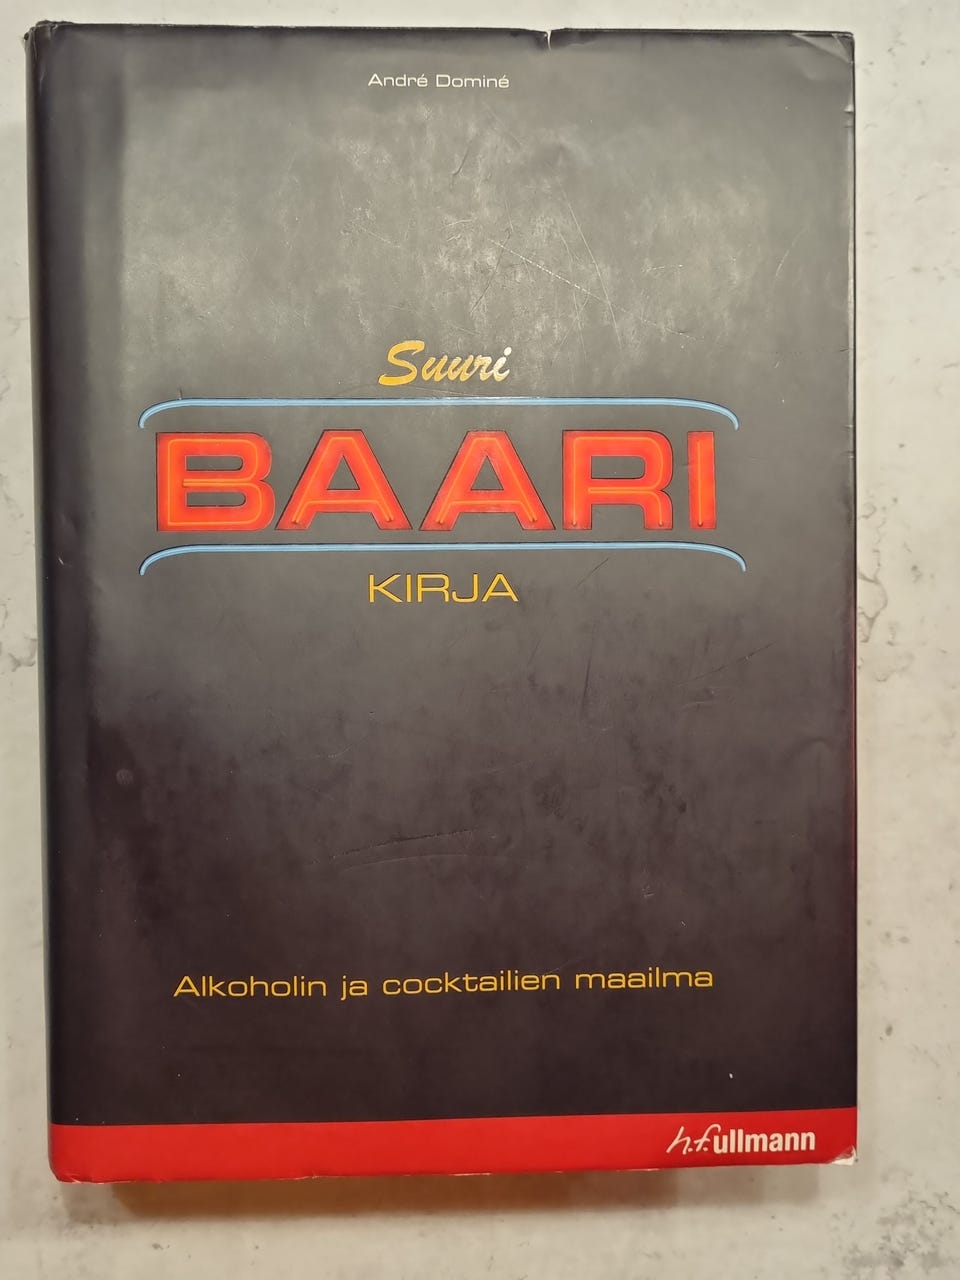 André Dominé
Suuri
BAARI
KIRJA
Alkoholin ja cocktailien maailma
h.f.ullmann